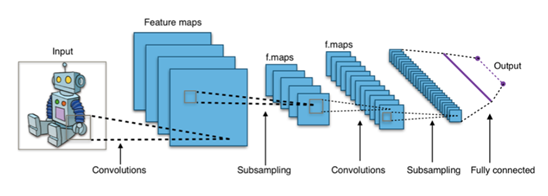 Feature maps
Input
f.maps
f.maps
Output
Convolutions
Subsampling
Convolutions
Subsampling
Fully connected